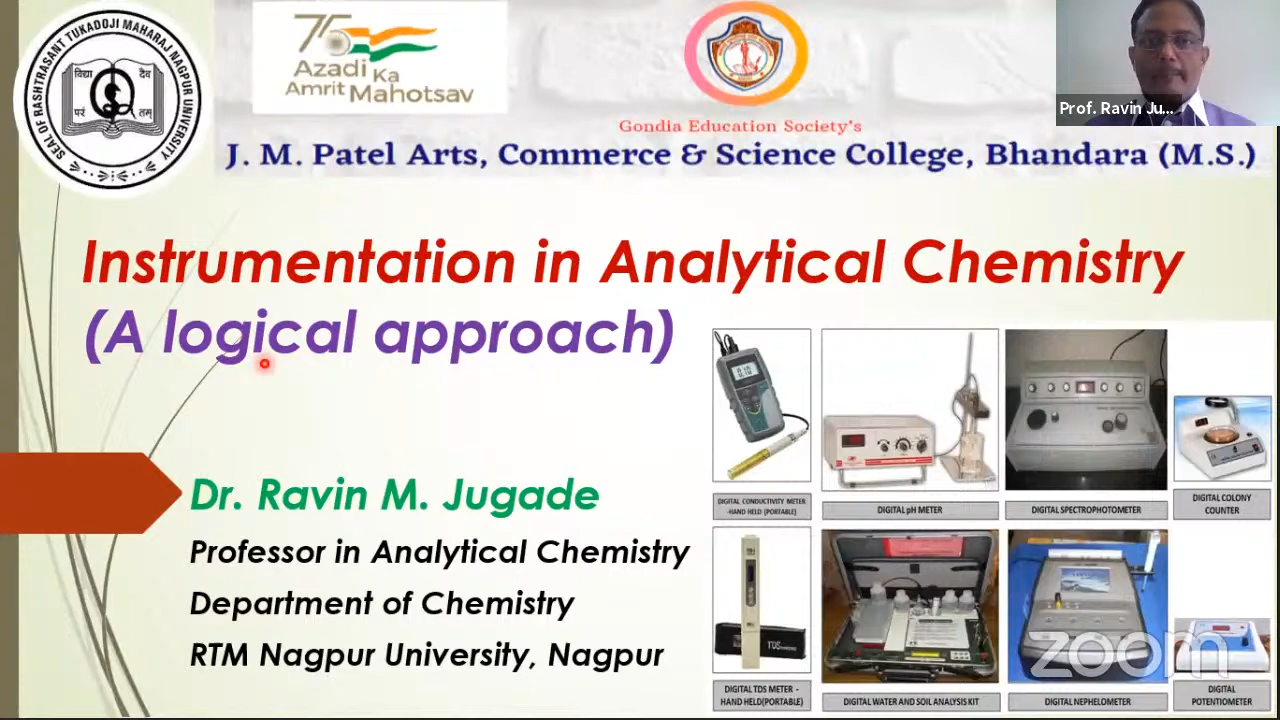 SEAL OF RASHTRASANT TUKADOJI MAHARAJ NAGPUR UNIVERSITY
विद्या दैव
परं तम्
75
Azadi Ka
Amrit Mahotsav
Gondia Education Society's
J. M. Patel Arts, Commerce & Science College, Bhandara (M.S.)
Prof. Ravin Ju...
Instrumentation in Analytical Chemistry
(A logical approach)
Dr. Ravin M. Jugade
Professor in Analytical Chemistry
Department of Chemistry
RTM Nagpur University, Nagpur
DIGITAL CONDUCTIVITY METER
-HAND HELD (PORTABLE)
DIGITAL pH METER
DIGITAL SPECTROPHOTOMETER
DIGITAL COLONY
COUNTER
DIGITAL TDS METER -
HAND HELD(PORTABLE)
DIGITAL WATER AND SOIL ANALYSIS KIT
DIGITAL NEPHELOMETER
DIGITAL
POTENTIOMETER
zoom